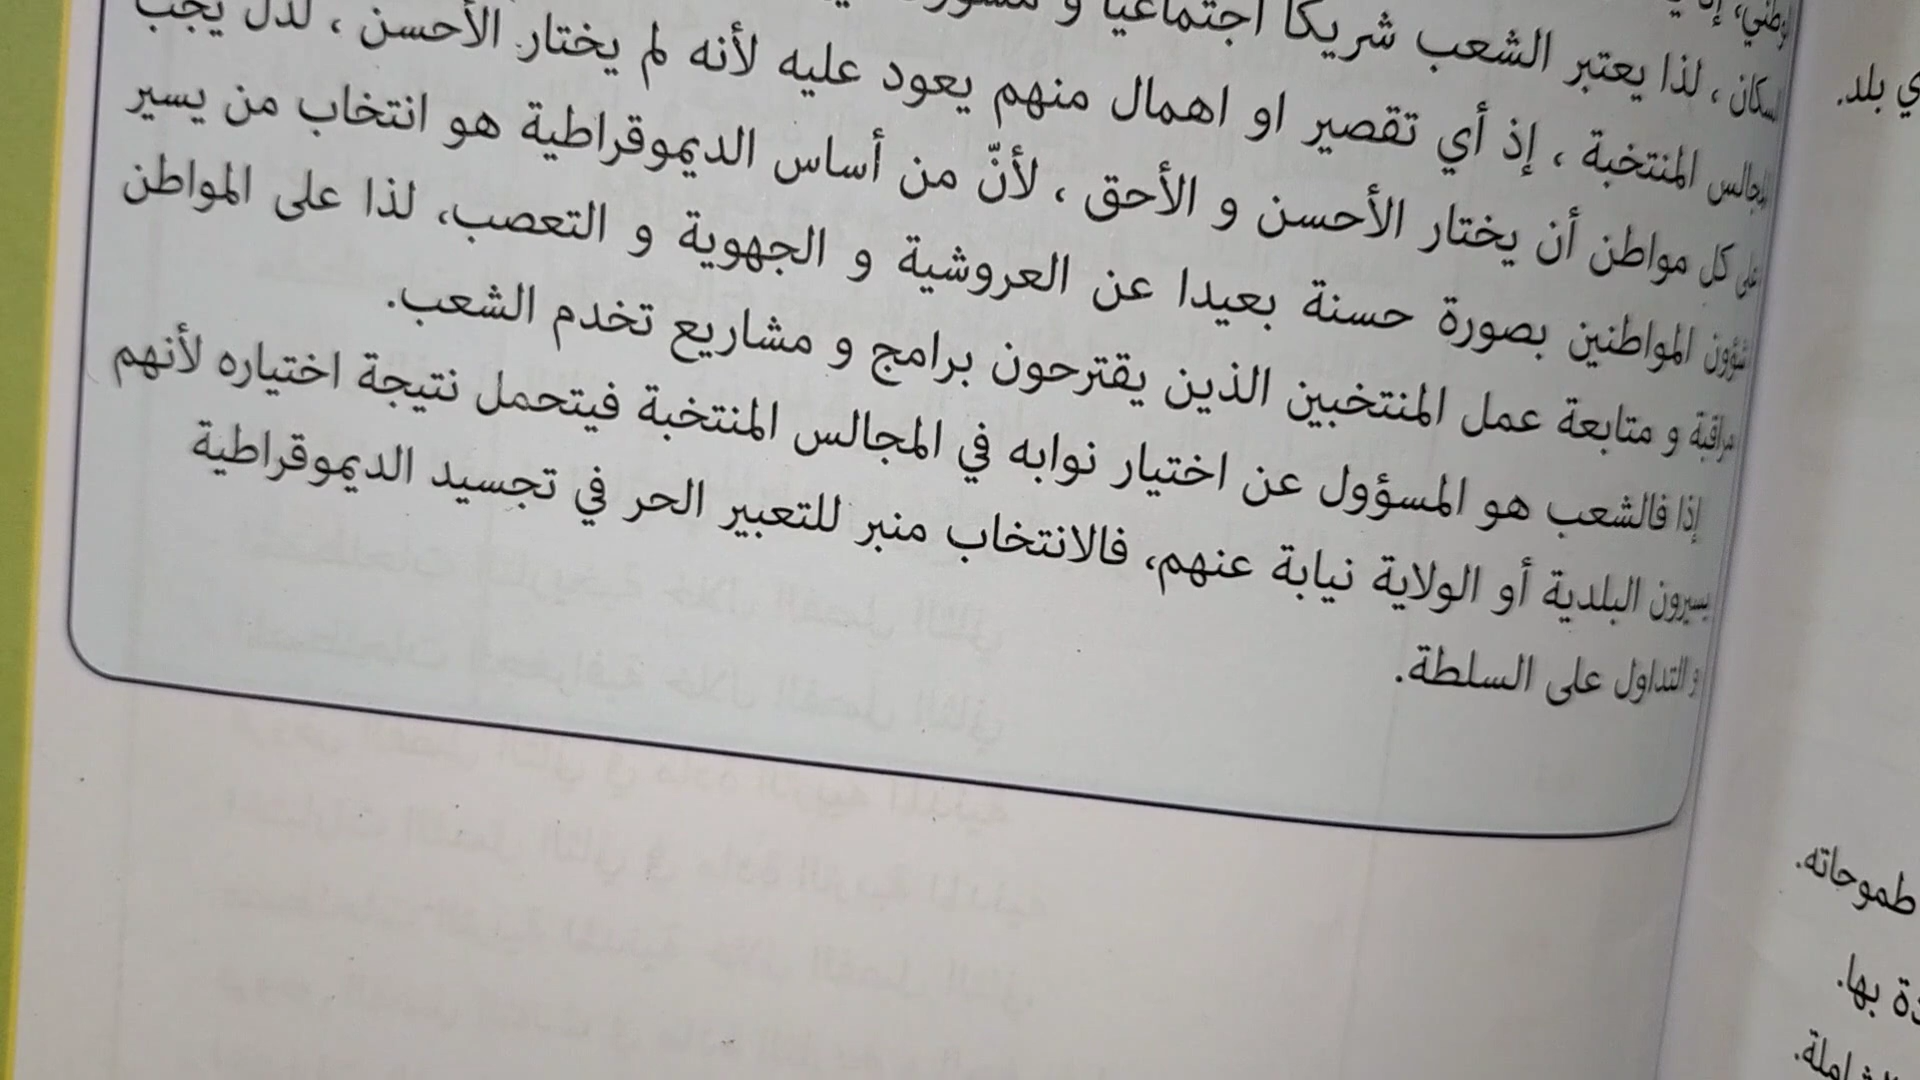 السكان ، لذا يعتبر الشعب شريكا اجتماعيا و
المجالس المنتخبة ، إذ أي تقصير او اهمال منهم يعود عليه لأنه لم يختار الأحسن ، لذل يجب
على كل مواطن أن يختار الأحسن و الأحق ، لأنّ من أساس الديموقراطية هو انتخاب من يسير
شؤون المواطنين بصورة حسنة بعيدا عن العروشية و الجهوية و التعصب، لذا على المواطن
مراقبة و متابعة عمل المنتخبين الذين يقترحون برامج و مشاريع تخدم الشعب.
إذا فالشعب هو المسؤول عن اختيار نوابه في المجالس المنتخبة فيتحمل نتيجة اختياره لأنهم
يسيرون البلدية أو الولاية نيابة عنهم، فالانتخاب منبر للتعبير الحر في تجسيد الديموقراطية
و التداول على السلطة.
ي بلد.
طموحاته.
بها.